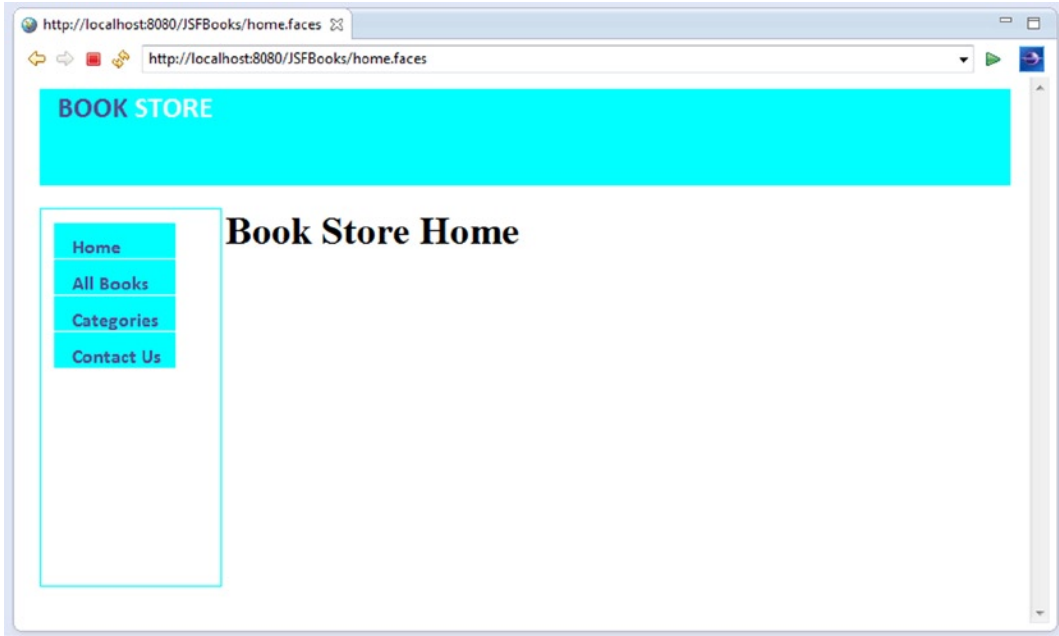 http://localhost:8080/JSFBooks/home.faces
http://localhost:8080/JSFBooks/home.faces
BOOK STORE
Home
All Books
Categories
Contact Us
Book Store Home